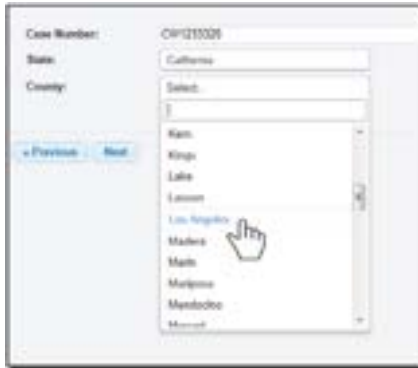 Case Number:
State: California
County: Select..
Kern
Kings
Lake
Lassen
« Previous Next
Los Angeles
Madera
Marin
Mariposa
Mendocino
Merced